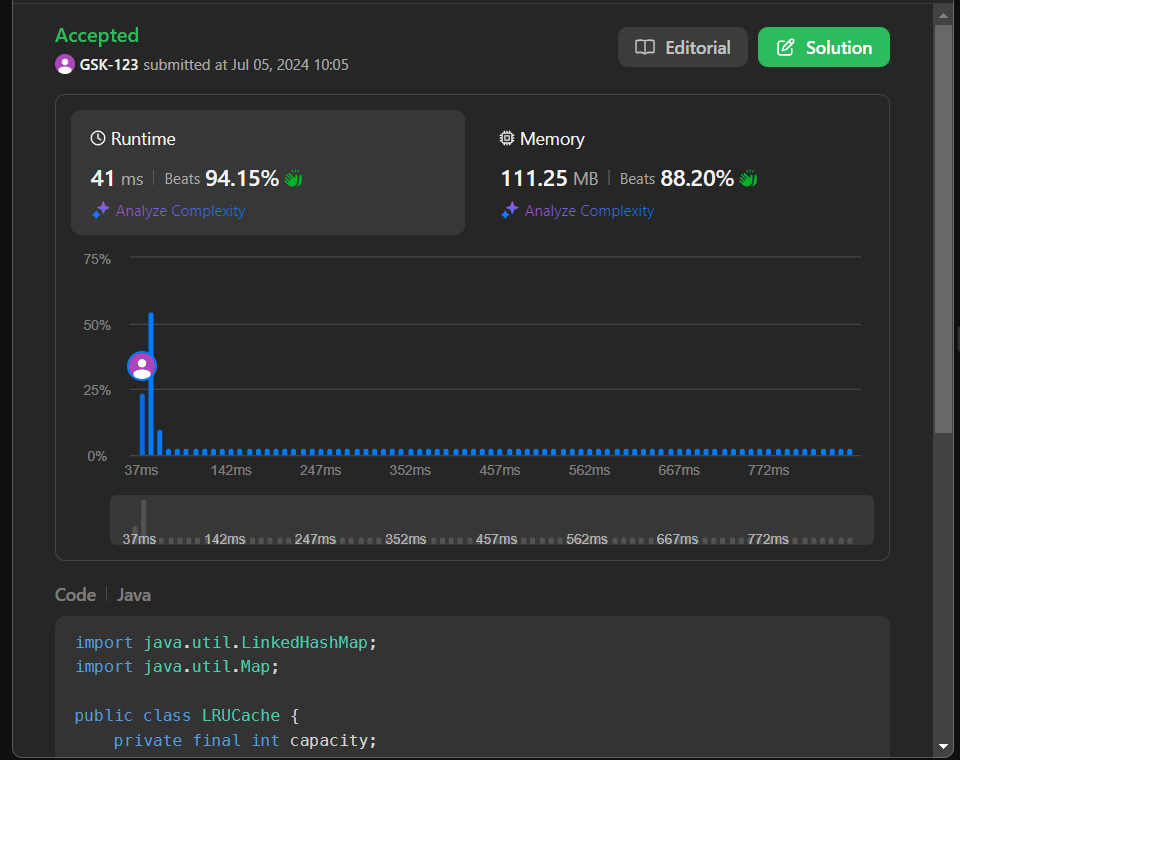 Accepted
Editorial
Solution
GSK-123 submitted at Jul 05, 2024 10:05
Runtime
41 ms | Beats 94.15%
Analyze Complexity
Memory
111.25 MB | Beats 88.20%
Analyze Complexity
75%
50%
25%
0%
37ms 142ms 247ms 352ms 457ms 562ms 667ms 772ms
37ms 142ms 247ms 352ms 457ms 562ms 667ms 772ms
Code | Java
import java.util.LinkedHashMap;
import java.util.Map;
public class LRUCache {
    private final int capacity;